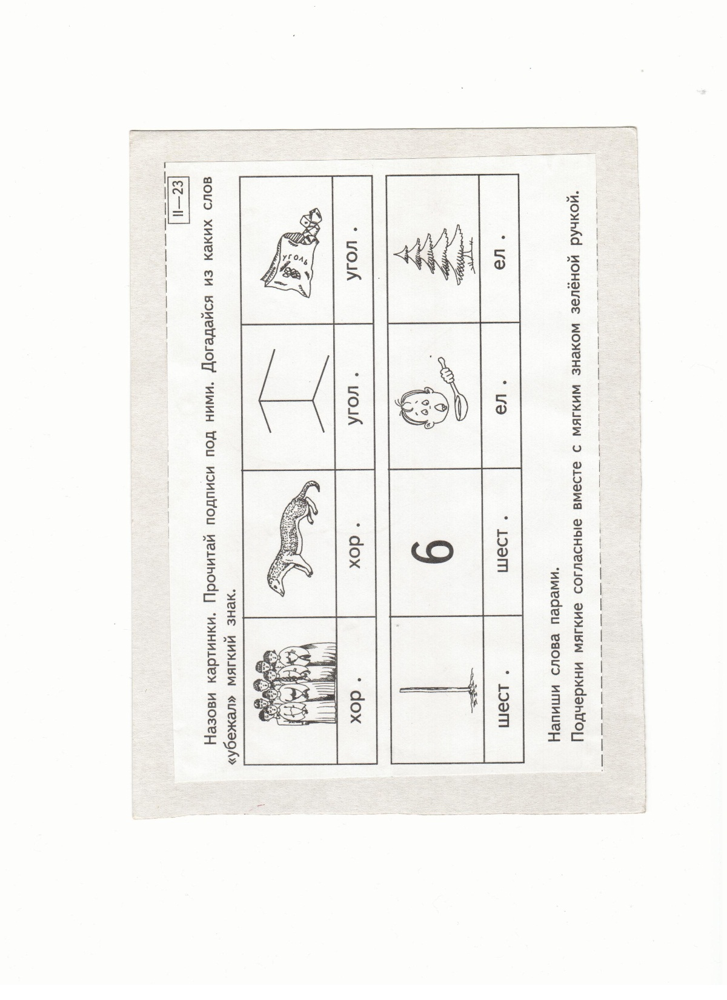 II—23
Назови картинки. Прочитай подписи под ними. Догадайся из каких слов
«убежал» мягкий знак.
УГОЛЬ
хор . хор . угол . угол .
6
шест . шест . ел . ел .
Напиши слова парами.
Подчеркни мягкие согласные вместе с мягким знаком зелёной ручкой.